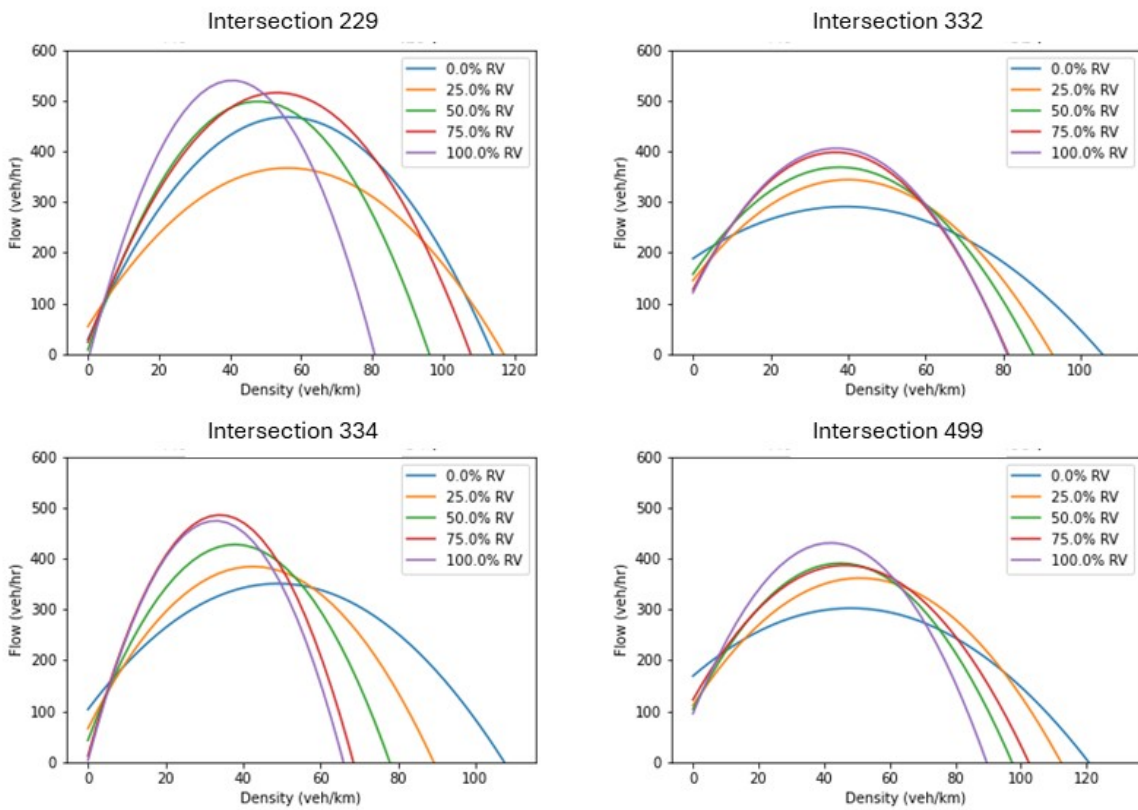 Intersection 229
600
500
400
300
200
100
0
Flow (veh/hr)
0.0% RV
25.0% RV
50.0% RV
75.0% RV
100.0% RV
0 20 40 60 80 100 120
Density (veh/km)
Intersection 332
600
500
400
300
200
100
0
Flow (veh/hr)
0.0% RV
25.0% RV
50.0% RV
75.0% RV
100.0% RV
0 20 40 60 80 100
Density (veh/km)
Intersection 334
600
500
400
300
200
100
0
Flow (veh/hr)
0.0% RV
25.0% RV
50.0% RV
75.0% RV
100.0% RV
0 20 40 60 80 100
Density (veh/km)
Intersection 499
600
500
400
300
200
100
0
Flow (veh/hr)
0.0% RV
25.0% RV
50.0% RV
75.0% RV
100.0% RV
0 20 40 60 80 100 120
Density (veh/km)